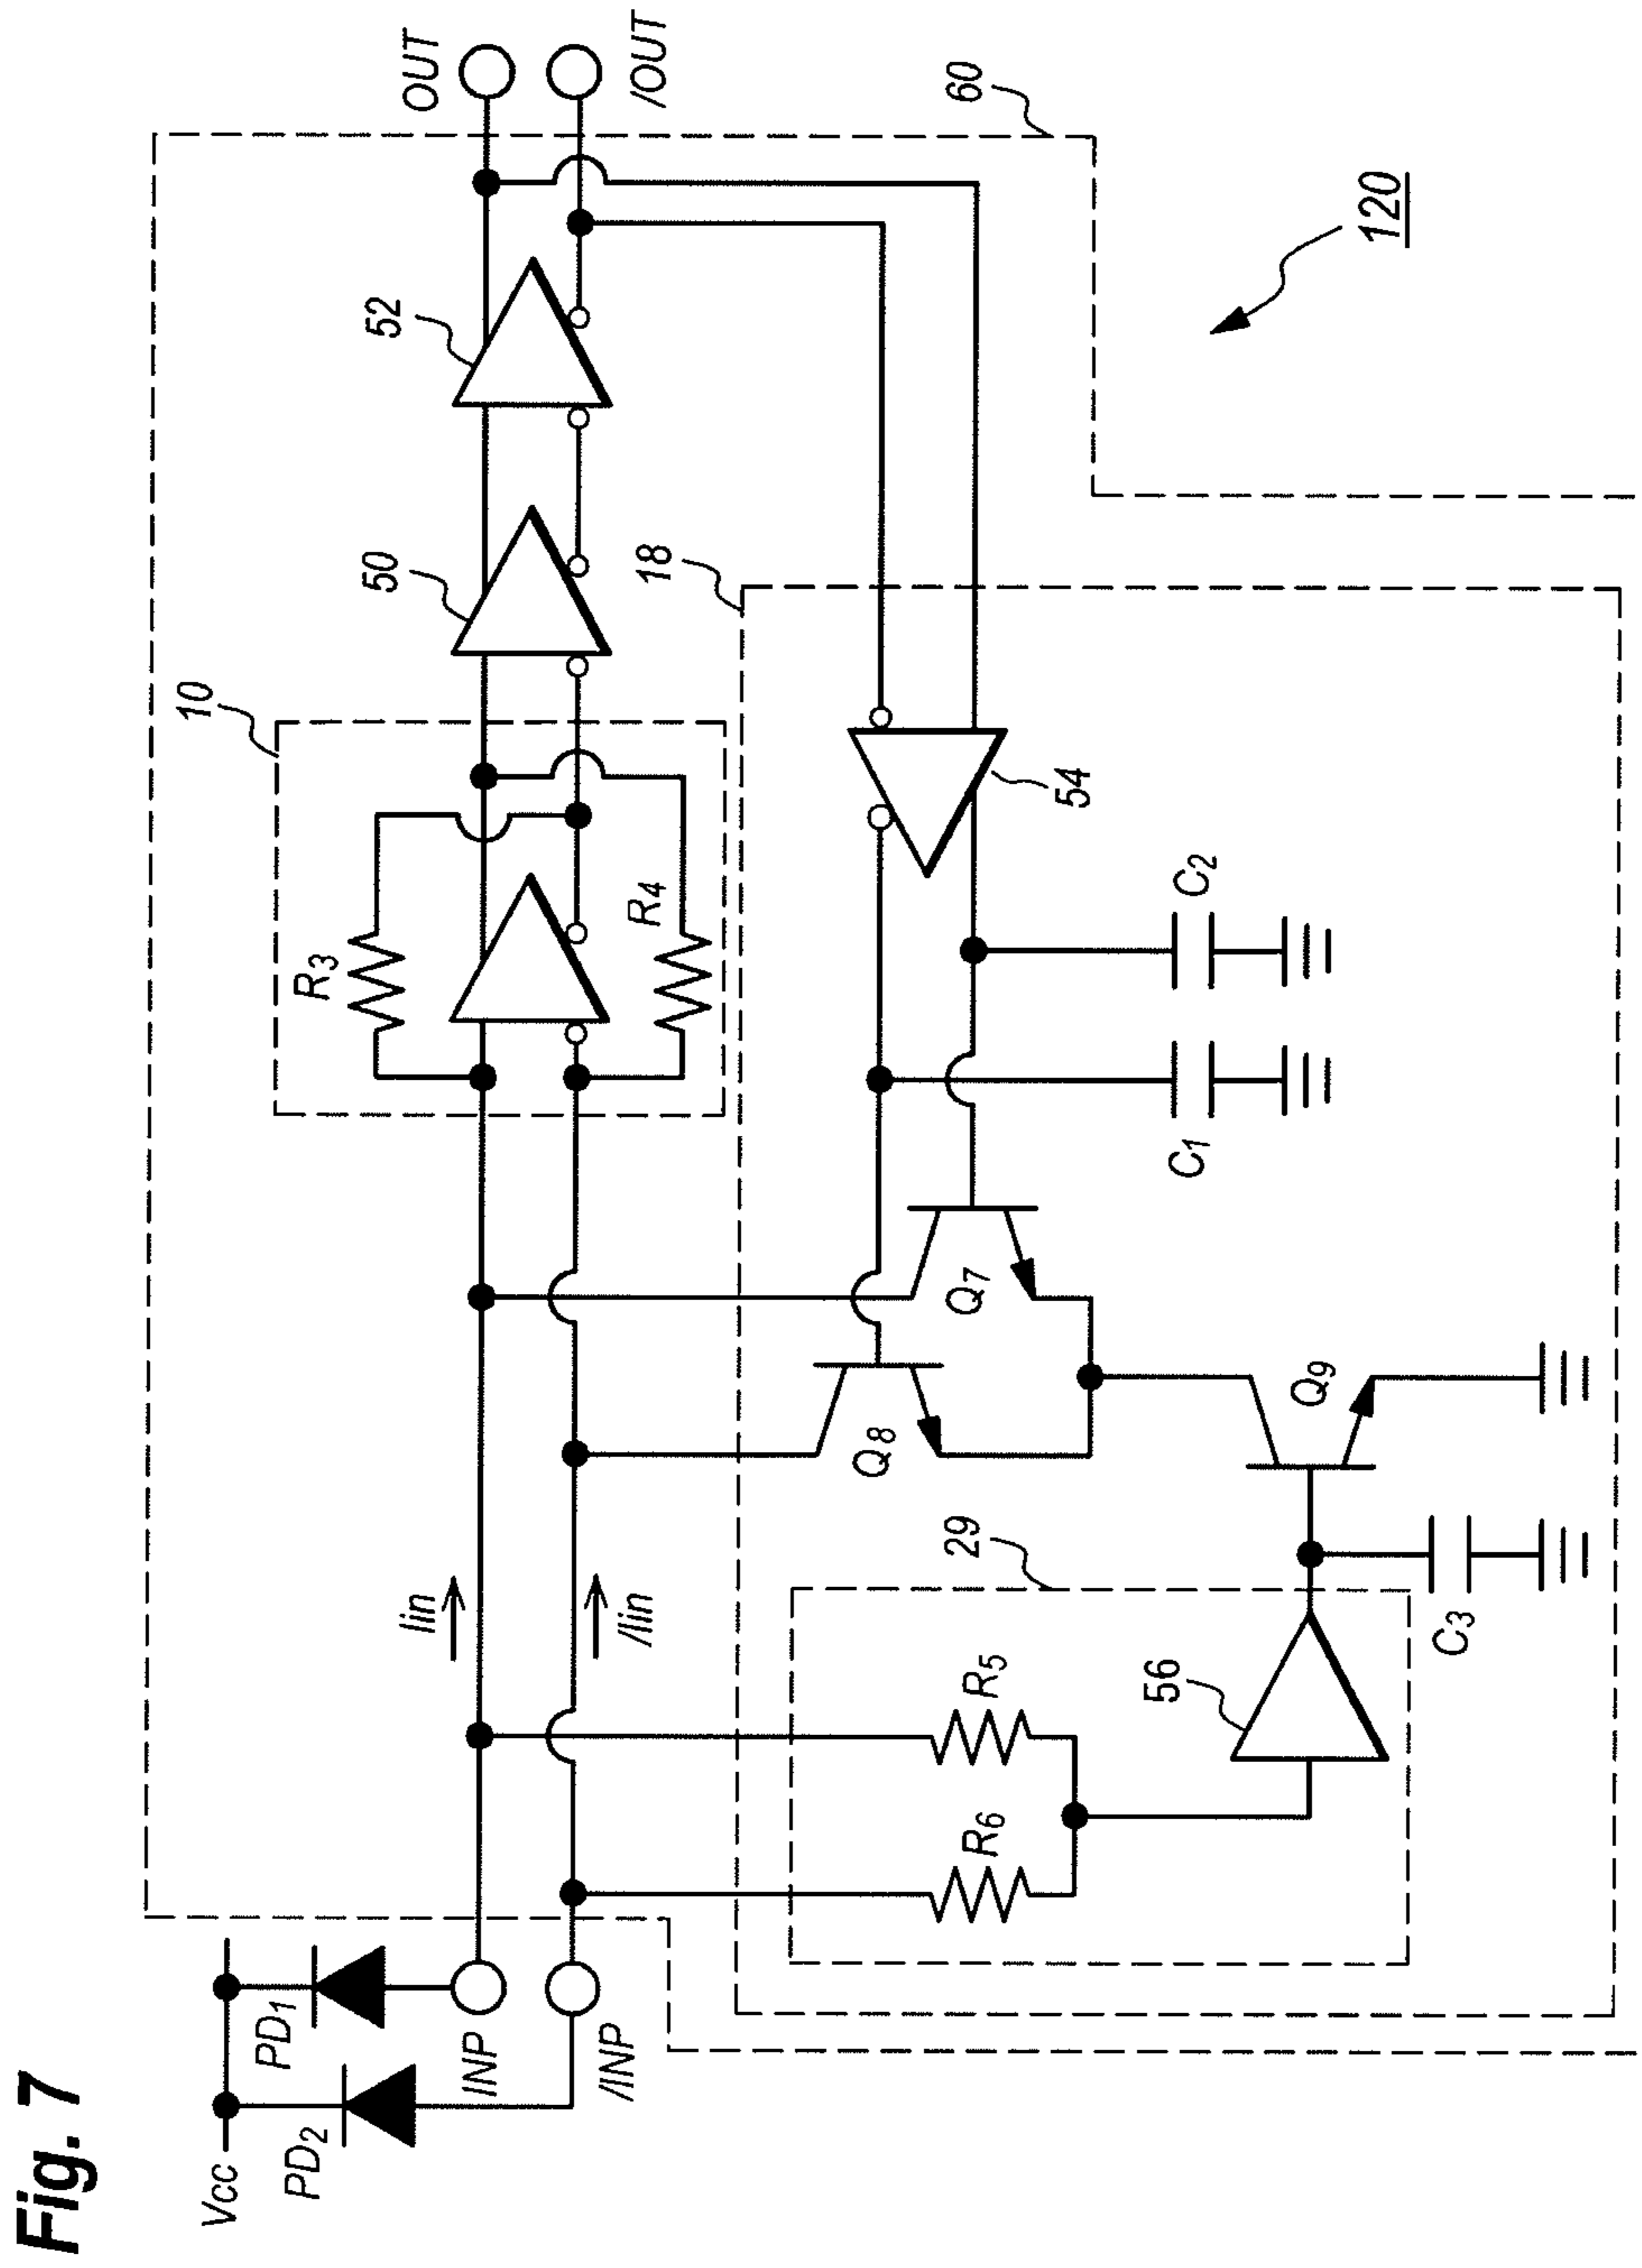 Fig. 7
Vcc
PD2
PD1
INP
/INP
Iin
/Iin
10
R3
R4
50
52
OUT
/OUT
60
18
54
120
29
R6
R5
56
C3
Q8
Q7
Q9
C1
C2